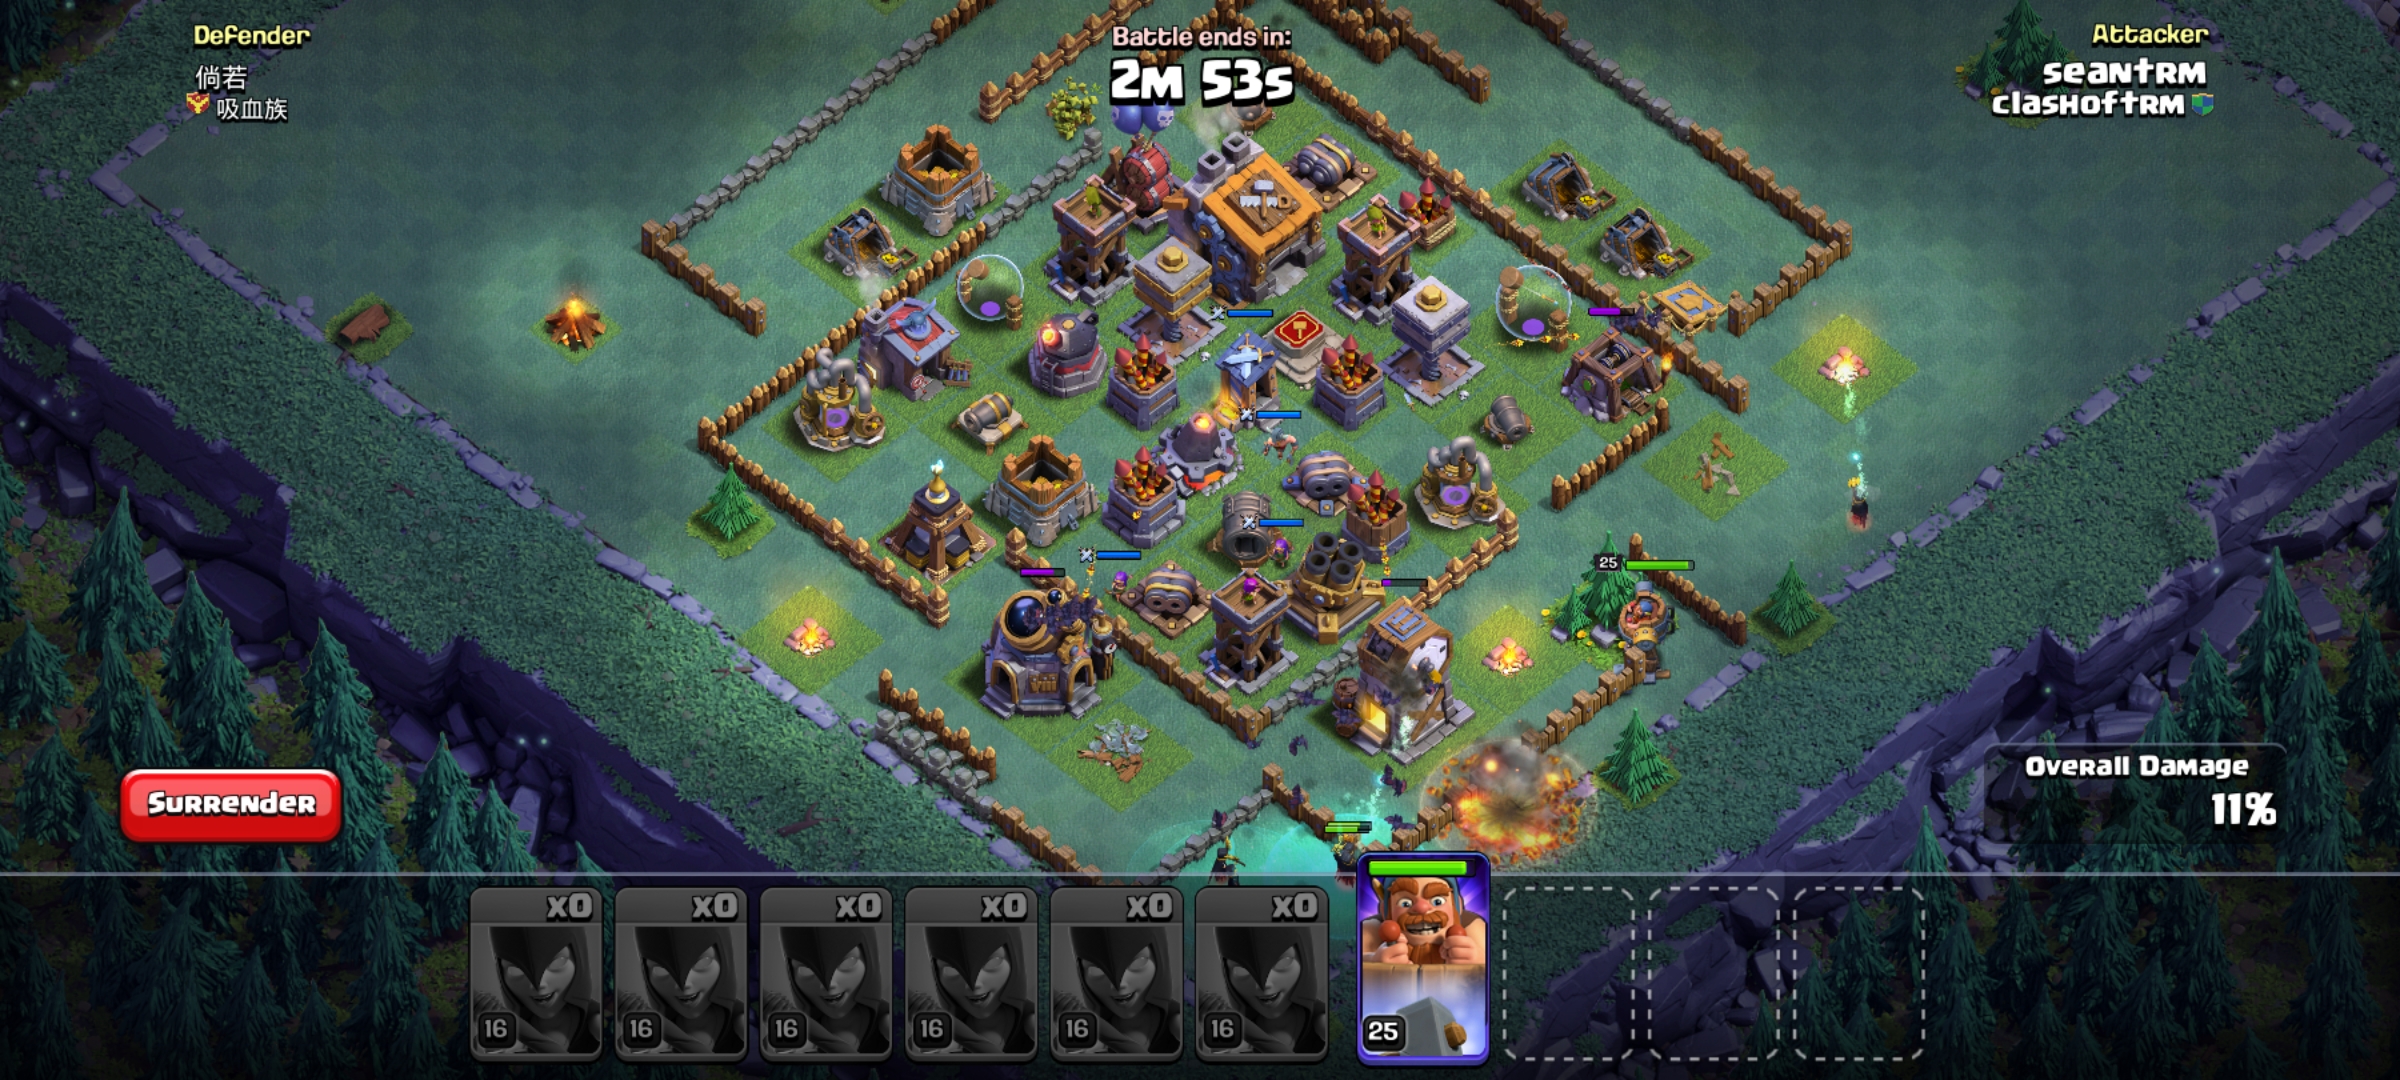 Defender
倘若
吸血族
Battle ends in:
2M 53s
Attacker
seantrm
clashoftrm
25
Surrender
Overall Damage
11%
x0
x0
x0
x0
x0
x0
16
16
16
16
16
16
25